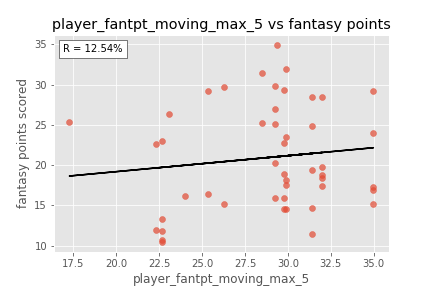 player_fantpt_moving_max_5 vs fantasy points
R = 12.54%
fantasy points scored
35
30
25
20
15
10
17.5 20.0 22.5 25.0 27.5 30.0 32.5 35.0
player_fantpt_moving_max_5